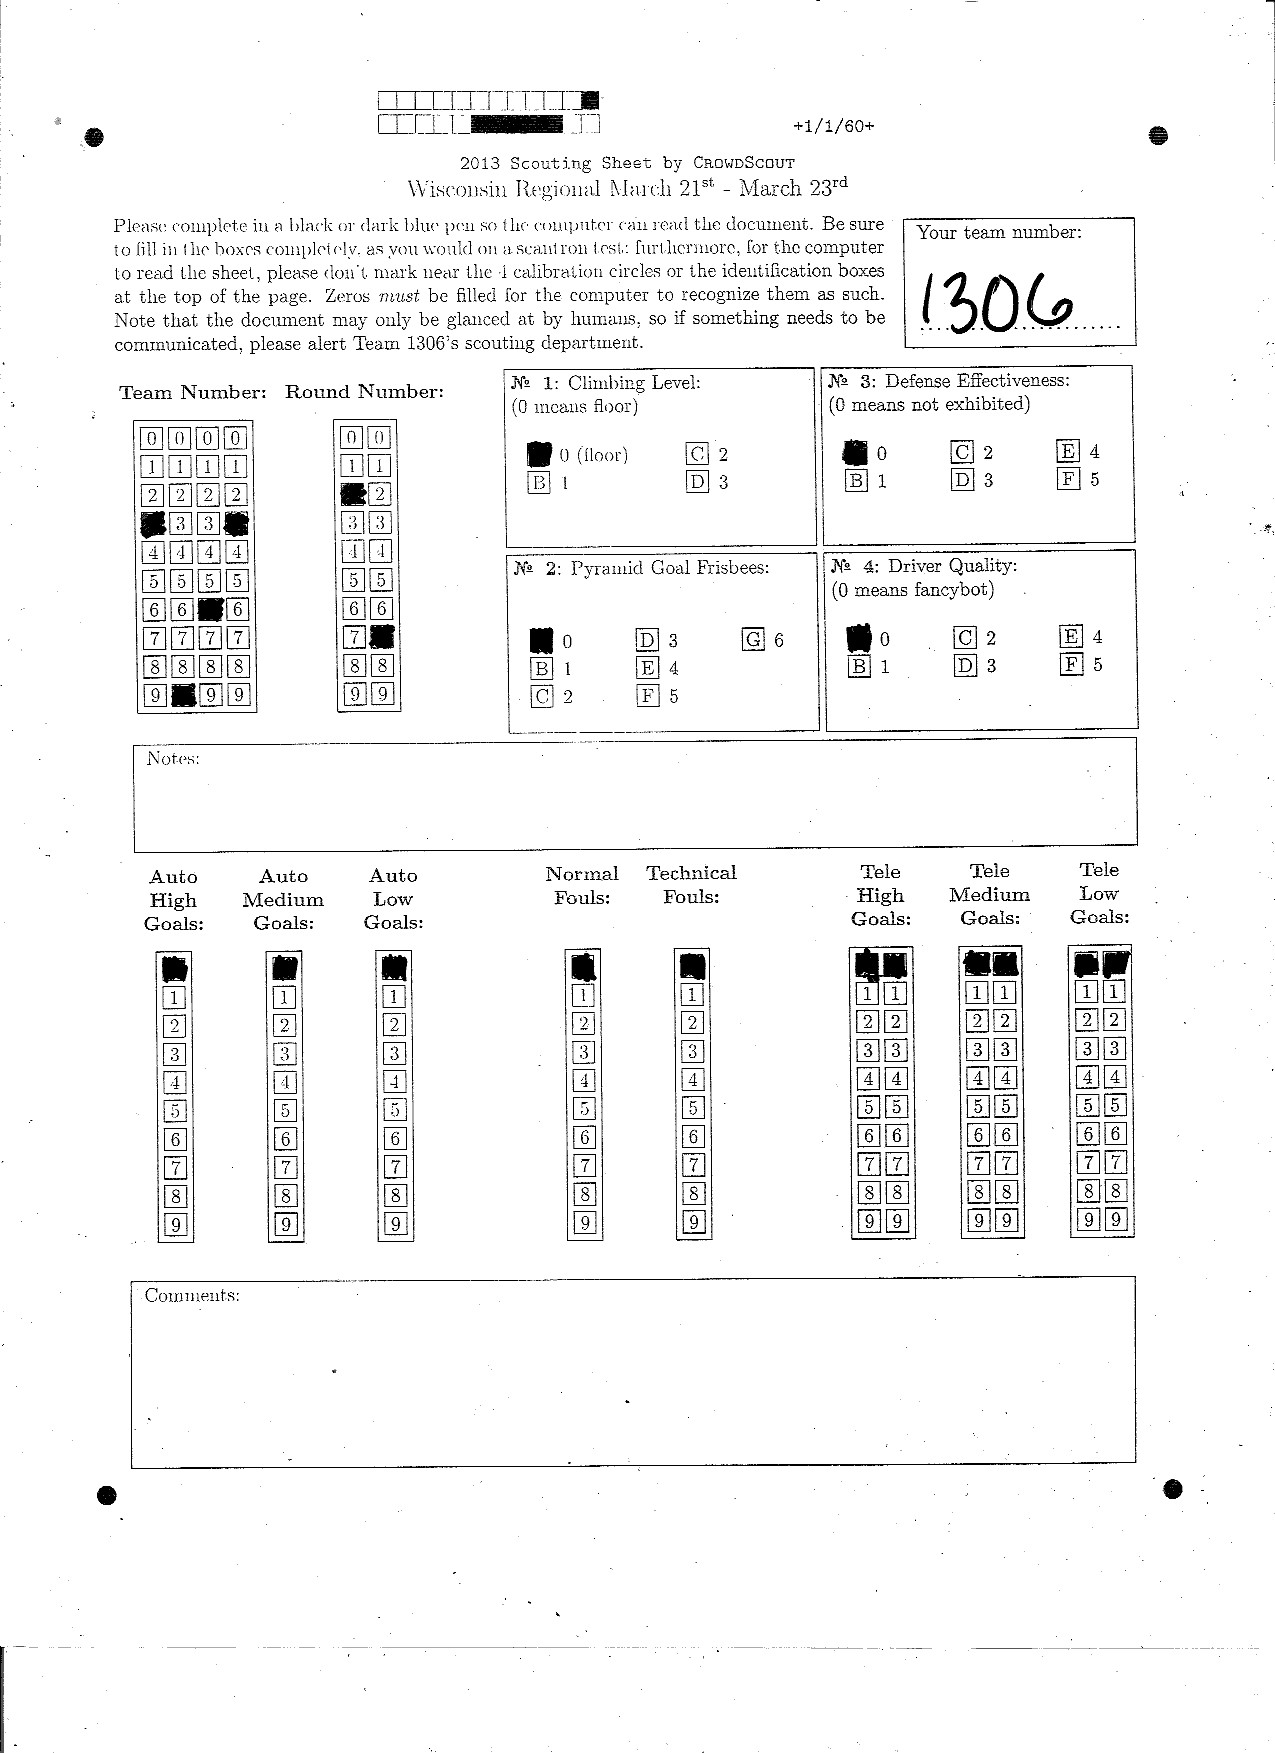 +1/1/60+
2013 Scouting Sheet by CrowdScout
Wisconsin Regional March 21st - March 23rd
Please complete in a black or dark blue pen so the computer can read the document. Be sure
to fill in the boxes completely, as you would on a scantron test; furthermore, for the computer
to read the sheet, please don't mark near the 4 calibration circles or the identification boxes
at the top of the page. Zeros must be filled for the computer to recognize them as such.
Note that the document may only be glanced at by humans, so if something needs to be
communicated, please alert Team 1306's scouting department.
Your team number:
1306
Team Number: Round Number:
0 0 0 0 0 0
1 1 1 1 1 1
2 2 2 2 2
3 3 3 3
4 4 4 4 4 4
5 5 5 5 5 5
6 6 6 6 6
7 7 7 7 7
8 8 8 8 8 8
9 9 9 9 9
№ 1: Climbing Level:
(0 means floor)
0 (floor) C 2
B 1 D 3
№ 3: Defense Effectiveness:
(0 means not exhibited)
0 C 2 E 4
B 1 D 3 F 5
№ 2: Pyramid Goal Frisbees:
0 D 3 G 6
B 1 E 4
C 2 F 5
№ 4: Driver Quality:
(0 means fancybot)
0 C 2 E 4
B 1 D 3 F 5
Notes:
Auto Auto Auto Normal Technical Tele Tele Tele
High Medium Low Fouls: Fouls: High Medium Low
Goals: Goals: Goals: Goals: Goals: Goals:
1 1 1 1 1 1 1 1 1 1 1
2 2 2 2 2 2 2 2 2 2 2
3 3 3 3 3 3 3 3 3 3 3
4 4 4 4 4 4 4 4 4 4 4
5 5 5 5 5 5 5 5 5 5 5
6 6 6 6 6 6 6 6 6 6 6
7 7 7 7 7 7 7 7 7 7 7
8 8 8 8 8 8 8 8 8 8 8
9 9 9 9 9 9 9 9 9 9 9
Comments: